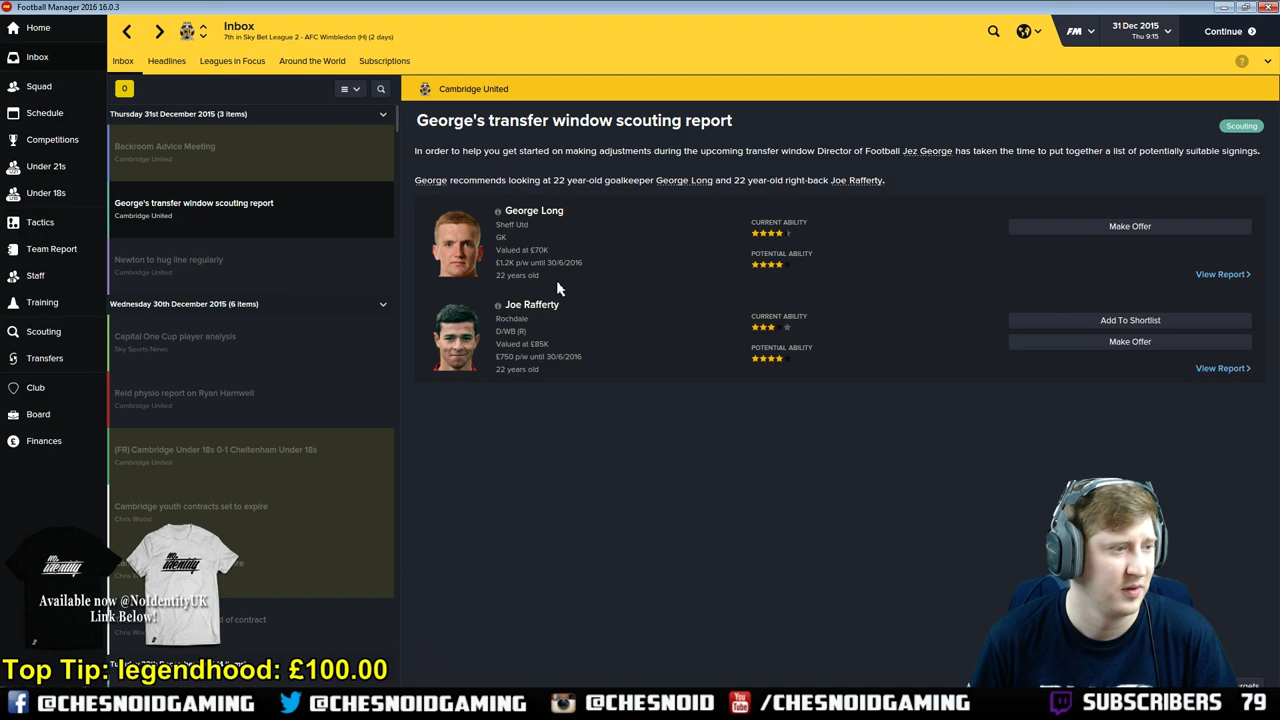 Football Manager 2016 16.0.3
Home
Inbox
Squad
Schedule
Competitions
Under 21s
Under 18s
Tactics
Team Report
Staff
Training
Scouting
Transfers
Club
Board
Finances
Inbox
7th in Sky Bet League 2 - AFC Wimbledon (H) (2 days)
FM
31 Dec 2015
Thu 9:15
Continue
Inbox
Headlines
Leagues in Focus
Around the World
Subscriptions
?
0
Thursday 31st December 2015 (3 items)
Backroom Advice Meeting
Cambridge United
George's transfer window scouting report
Cambridge United
Newton to hug line regularly
Cambridge United
Wednesday 30th December 2015 (6 items)
Capital One Cup player analysis
Sky Sports News
Reid physio report on Ryan Harnwell
Cambridge United
(FR) Cambridge Under 18s 0-1 Cheltenham Under 18s
Cambridge United
Cambridge youth contracts set to expire
Chris Wood
Cambridge United
George's transfer window scouting report
Scouting
In order to help you get started on making adjustments during the upcoming transfer window Director of Football Jez George has taken the time to put together a list of potentially suitable signings.
George recommends looking at 22 year-old goalkeeper George Long and 22 year-old right-back Joe Rafferty.
George Long
Sheff Utd
GK
Valued at £70K
£1.2K p/w until 30/6/2016
22 years old
CURRENT ABILITY
POTENTIAL ABILITY
Make Offer
View Report >
Joe Rafferty
Rochdale
D/WB (R)
Valued at £85K
£750 p/w until 30/6/2016
22 years old
CURRENT ABILITY
POTENTIAL ABILITY
Add To Shortlist
Make Offer
View Report >
No. Identity
No. Identity
Available now @NoIdentityUK
Link Below!
of contract
Top Tip: legendhood: £100.00
@CHESNOIDGAMING
@CHESNOIDGAMING
@CHESNOID
You Tube
/CHESNOIDGAMING
SUBSCRIBERS 79